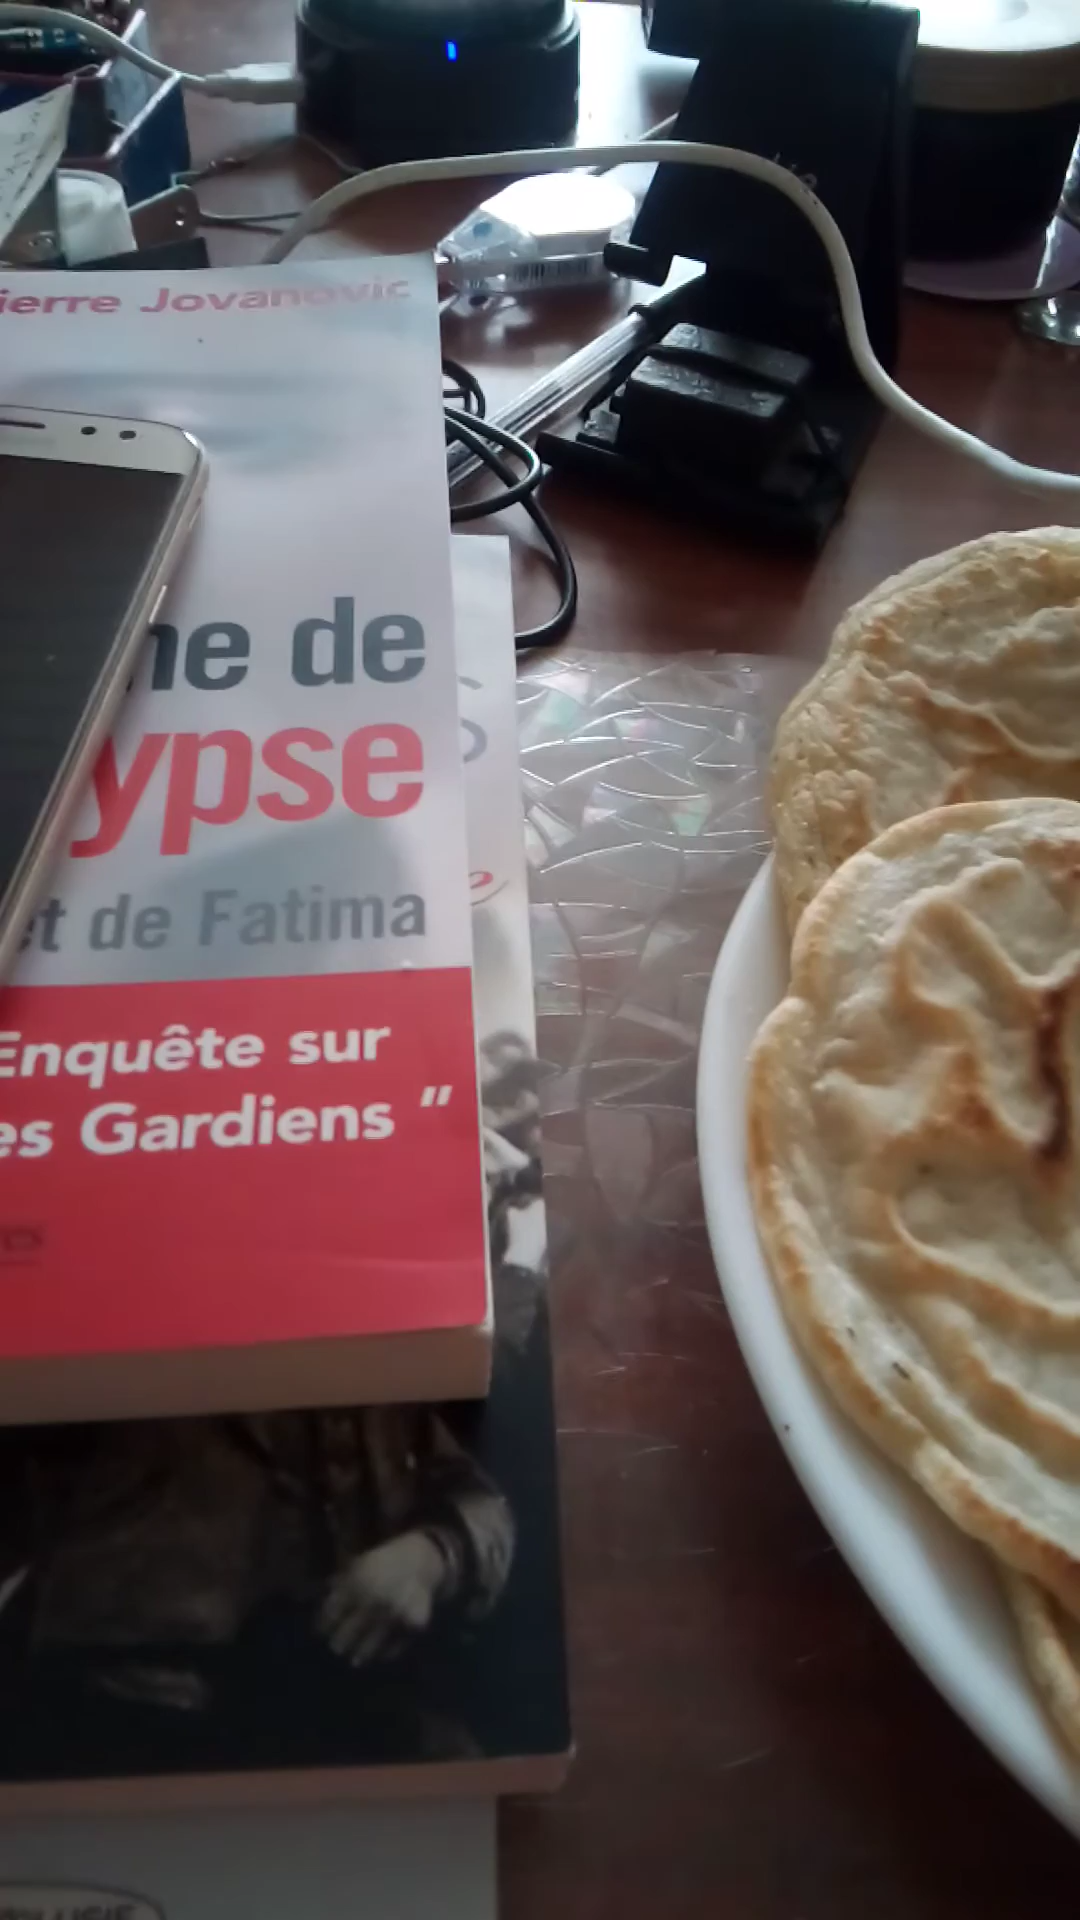 ierre Jovanovic
ne de
ypse
et de Fatima
Enquête sur
es Gardiens "